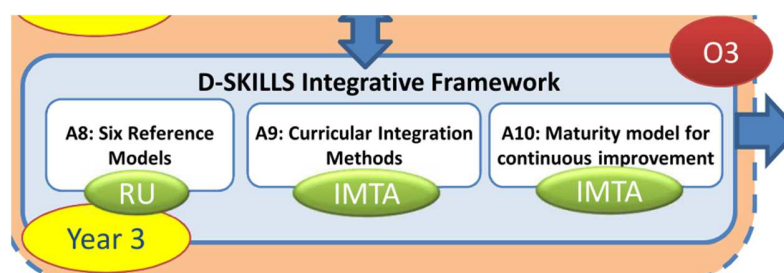 O3
D-SKILLS Integrative Framework
A8: Six Reference
Models
RU
A9: Curricular Integration
Methods
IMTA
A10: Maturity model for
continuous improvement
IMTA
Year 3